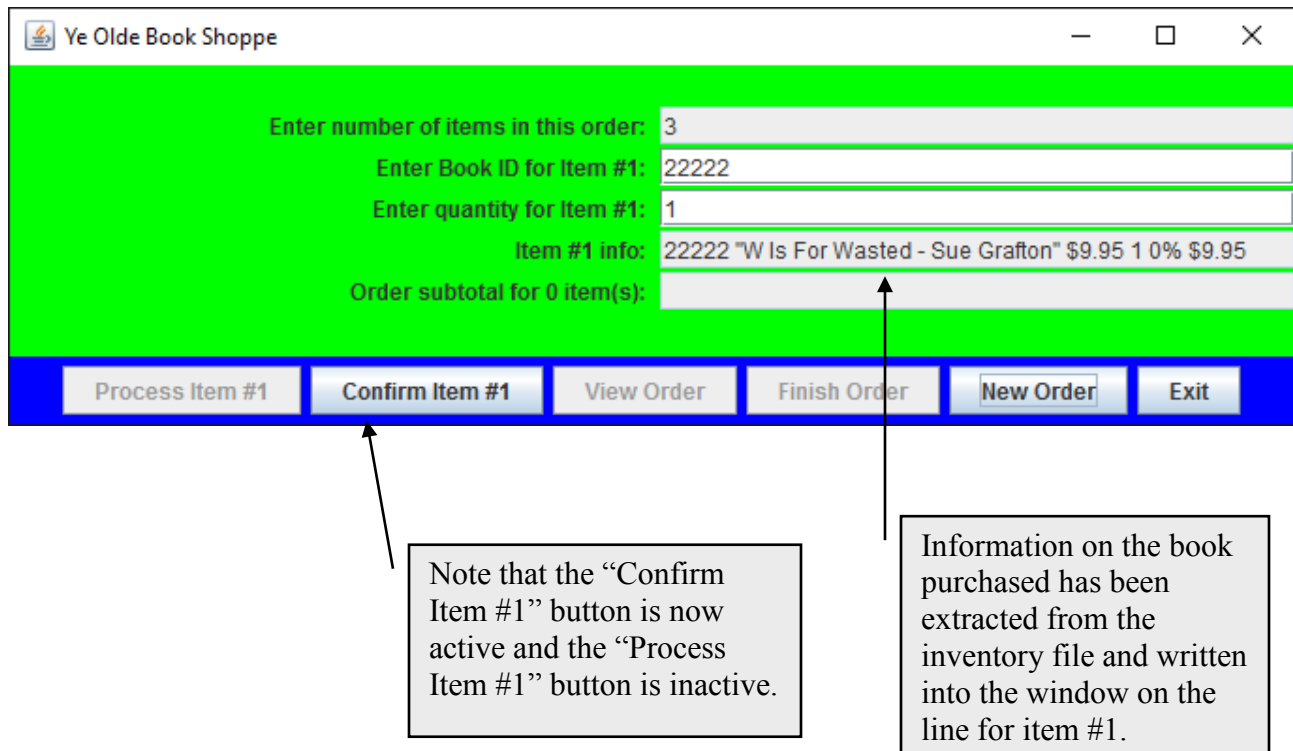 Ye Olde Book Shoppe
Enter number of items in this order: 3
Enter Book ID for Item #1: 22222
Enter quantity for Item #1: 1
Item #1 info: 22222 "W Is For Wasted - Sue Grafton" $9.95 1 0% $9.95
Order subtotal for 0 item(s):
Process Item #1 Confirm Item #1 View Order Finish Order New Order Exit
Note that the “Confirm
Item #1” button is now
active and the “Process
Item #1” button is inactive.
Information on the book
purchased has been
extracted from the
inventory file and written
into the window on the
line for item #1.